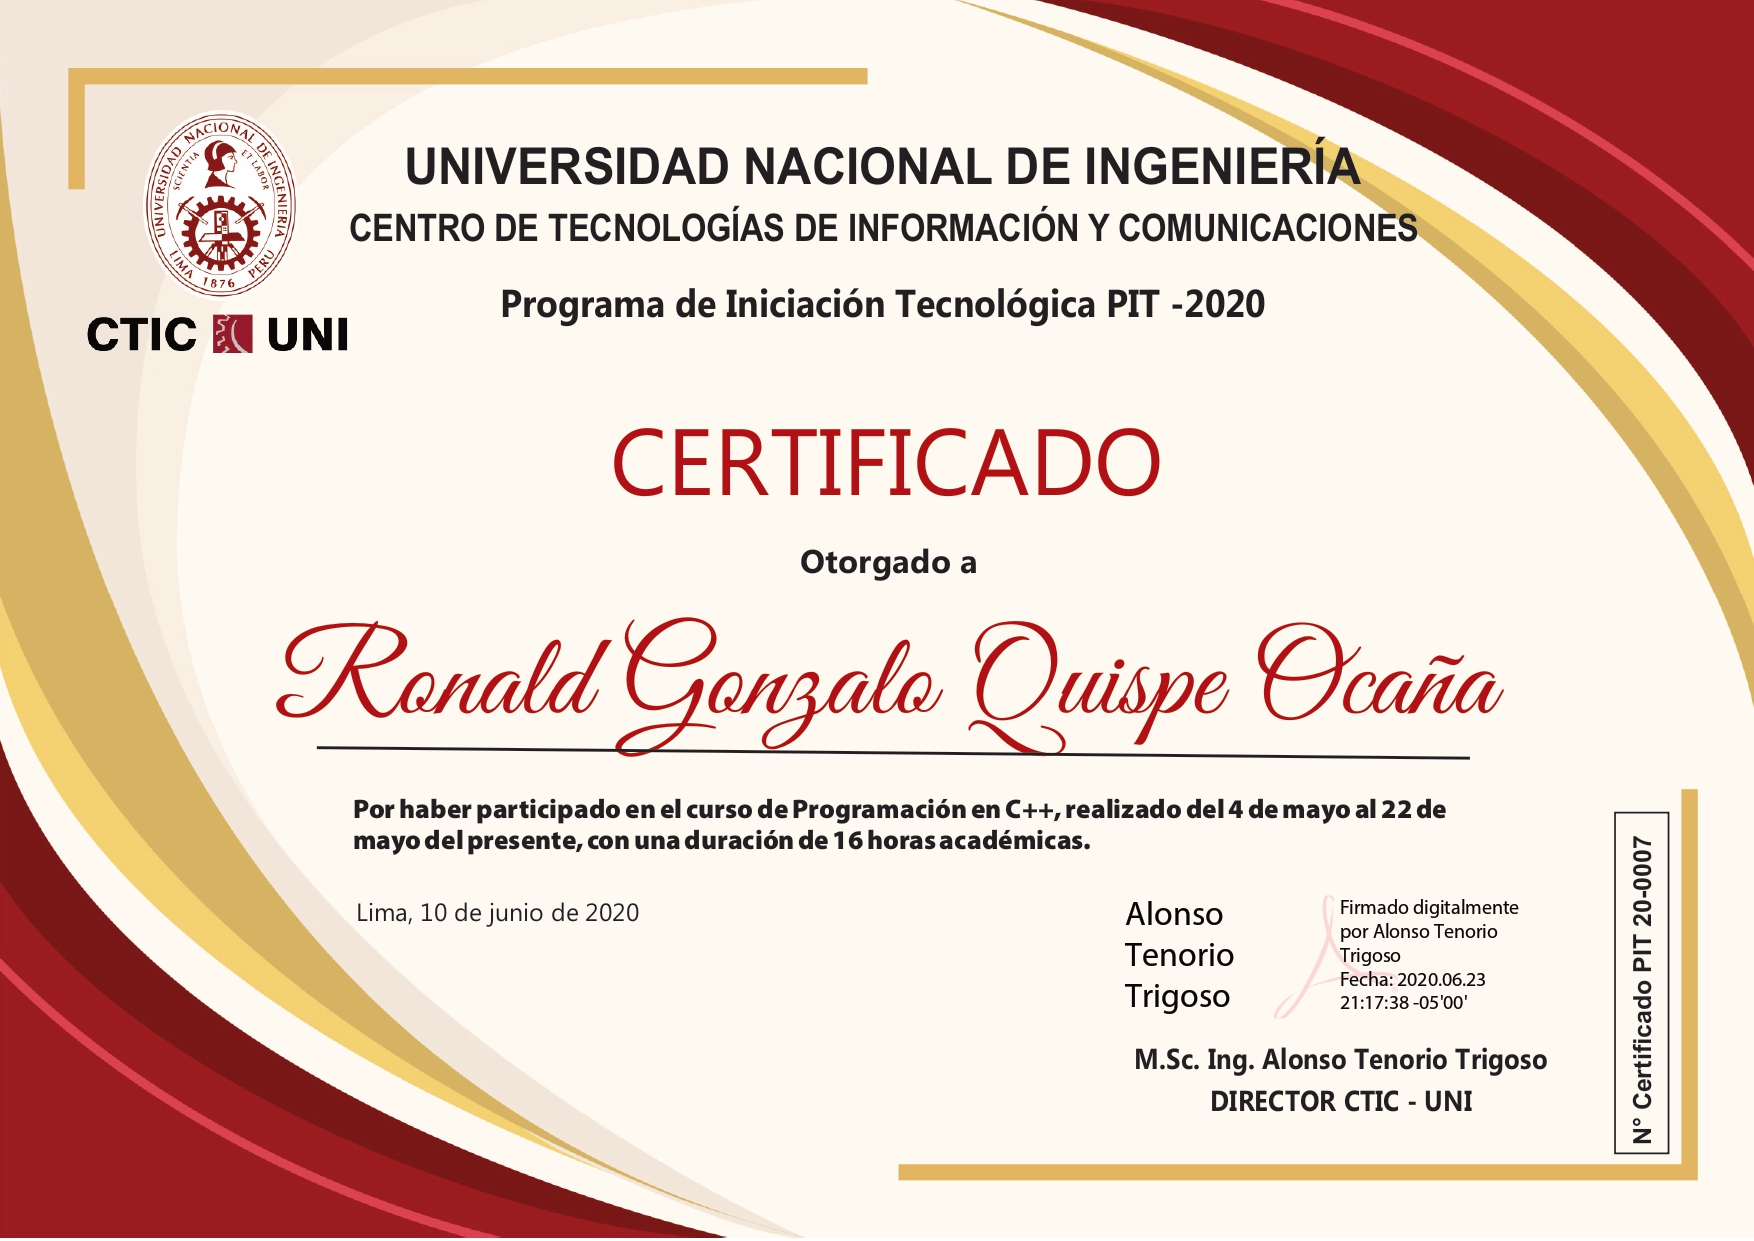 UNIVERSIDAD NACIONAL DE INGENIERÍA
SCIENTIA ET LABOR
LIMA 1876 PERU
CTIC UNI
UNIVERSIDAD NACIONAL DE INGENIERÍA
CENTRO DE TECNOLOGÍAS DE INFORMACIÓN Y COMUNICACIONES
Programa de Iniciación Tecnológica PIT -2020
CERTIFICADO
Otorgado a
Ronald Gonzalo Quispe Ocaña
Por haber participado en el curso de Programación en C++, realizado del 4 de mayo al 22 de
mayo del presente, con una duración de 16 horas académicas.
Lima, 10 de junio de 2020
Alonso
Tenorio
Trigoso
Firmado digitalmente
por Alonso Tenorio
Trigoso
Fecha: 2020.06.23
21:17:38 -05'00'
M.Sc. Ing. Alonso Tenorio Trigoso
DIRECTOR CTIC - UNI
N° Certificado PIT 20-0007